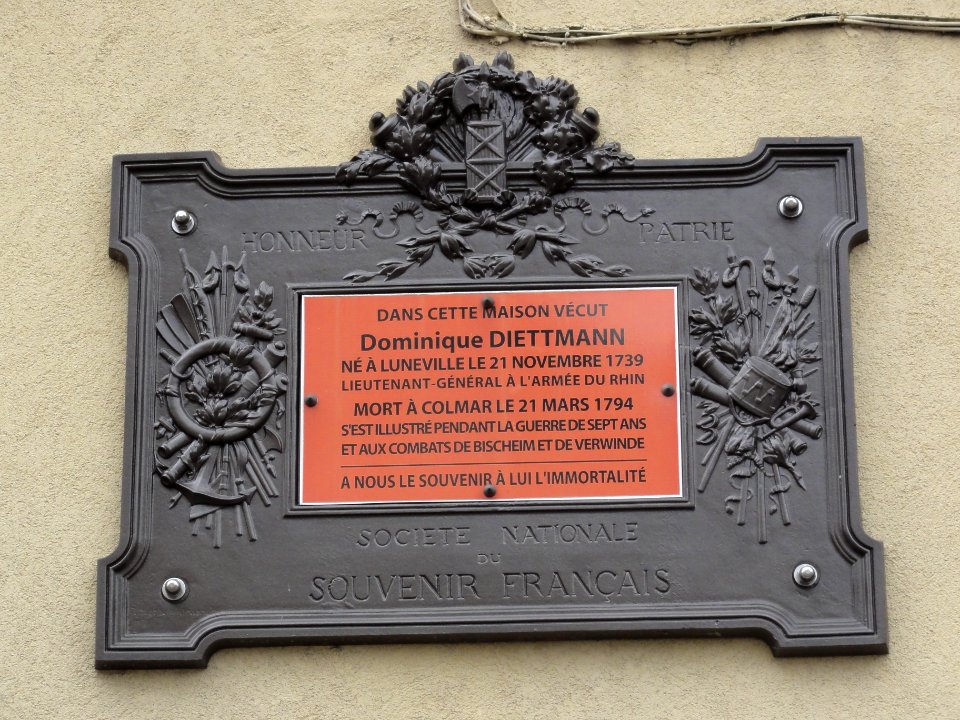 HONNEUR PATRIE
DANS CETTE MAISON VÉCUT
Dominique DIETTMANN
NÉ À LUNEVILLE LE 21 NOVEMBRE 1739
LIEUTENANT-GÉNÉRAL À L'ARMÉE DU RHIN
MORT À COLMAR LE 21 MARS 1794
S'EST ILLUSTRÉ PENDANT LA GUERRE DE SEPT ANS
ET AUX COMBATS DE BISCHEIM ET DE VERWINDE
A NOUS LE SOUVENIR À LUI L'IMMORTALITÉ
SOCIETE NATIONALE
DU
SOUVENIR FRANÇAIS